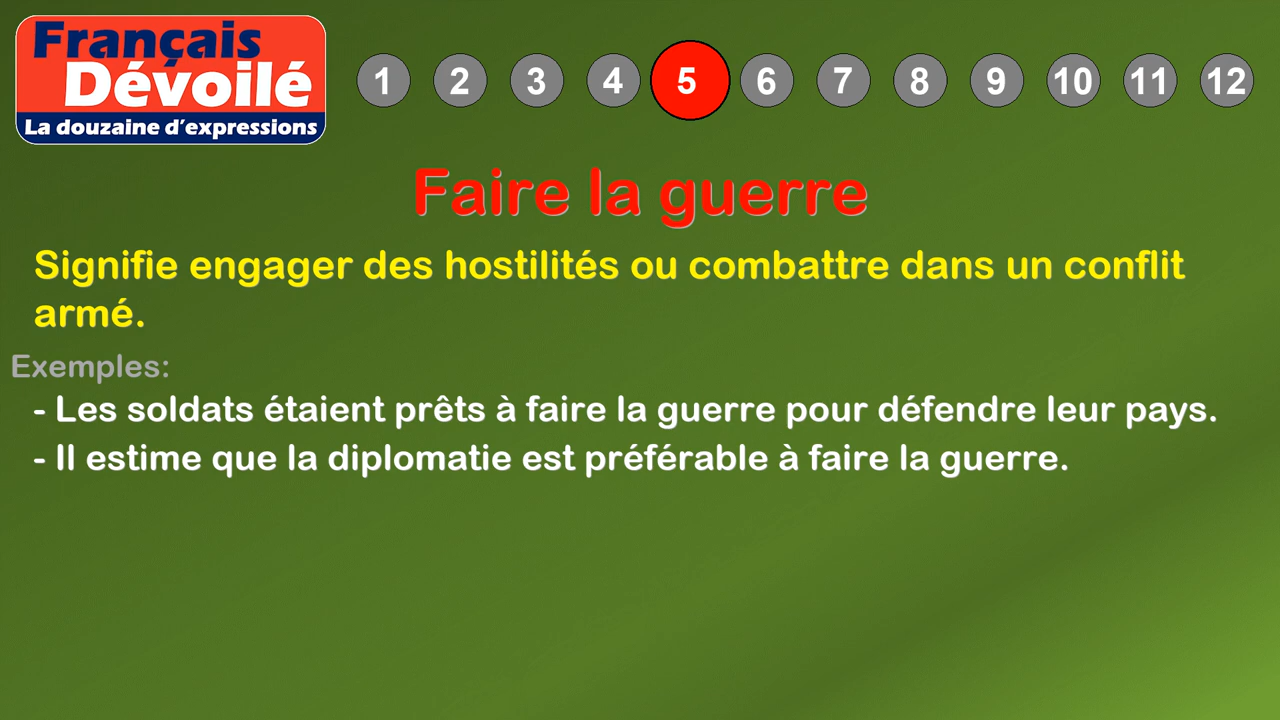 Français
Dévoilé
La douzaine d'expressions
1 2 3 4 5 6 7 8 9 10 11 12
Faire la guerre
Signifie engager des hostilités ou combattre dans un conflit
armé.
Exemples:
- Les soldats étaient prêts à faire la guerre pour défendre leur pays.
- Il estime que la diplomatie est préférable à faire la guerre.